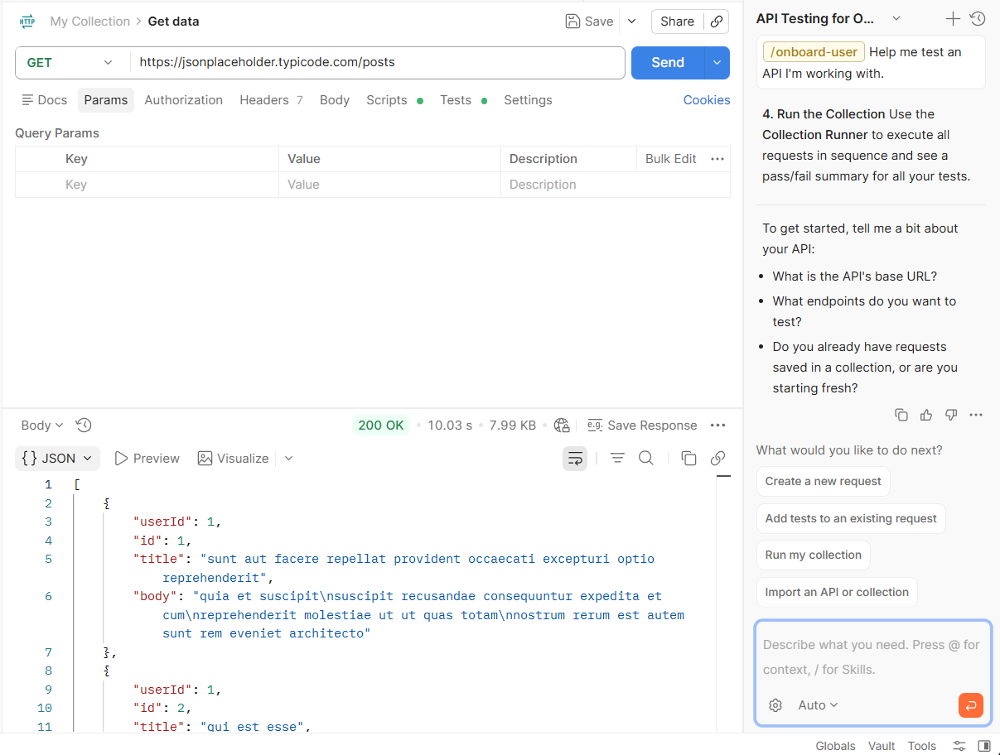 HTTP My Collection > Get data Save Share
GET https://jsonplaceholder.typicode.com/posts Send
Docs Params Authorization Headers 7 Body Scripts Tests Settings Cookies
Query Params
Key Value Description Bulk Edit ···
Key Value Description
Body 200 OK • 10.03 s • 7.99 KB • e.g. Save Response ···
{} JSON Preview Visualize
1 [
2 {
3 "userId": 1,
4 "id": 1,
5 "title": "sunt aut facere repellat provident occaecati excepturi optio
reprehenderit",
6 "body": "quia et suscipit\nsuscipit recusandae consequuntur expedita et
cum\nreprehenderit molestiae ut ut quas totam\nnostrum rerum est autem
sunt rem eveniet architecto"
7 },
8 {
9 "userId": 1,
10 "id": 2,
11 "title": "qui est esse",
API Testing for O...
/onboard-user Help me test an
API I'm working with.
4. Run the Collection Use the
Collection Runner to execute all
requests in sequence and see a
pass/fail summary for all your tests.
To get started, tell me a bit about
your API:
• What is the API's base URL?
• What endpoints do you want to
test?
• Do you already have requests
saved in a collection, or are you
starting fresh?
What would you like to do next?
Create a new request
Add tests to an existing request
Run my collection
Import an API or collection
Describe what you need. Press @ for
context, / for Skills.
Auto
Globals Vault Tools